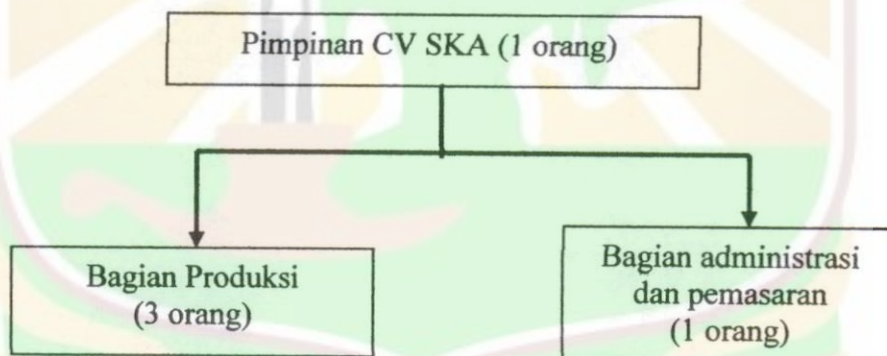 Pimpinan CV SKA (1 orang)
Bagian Produksi
(3 orang)
Bagian administrasi
dan pemasaran
(1 orang)